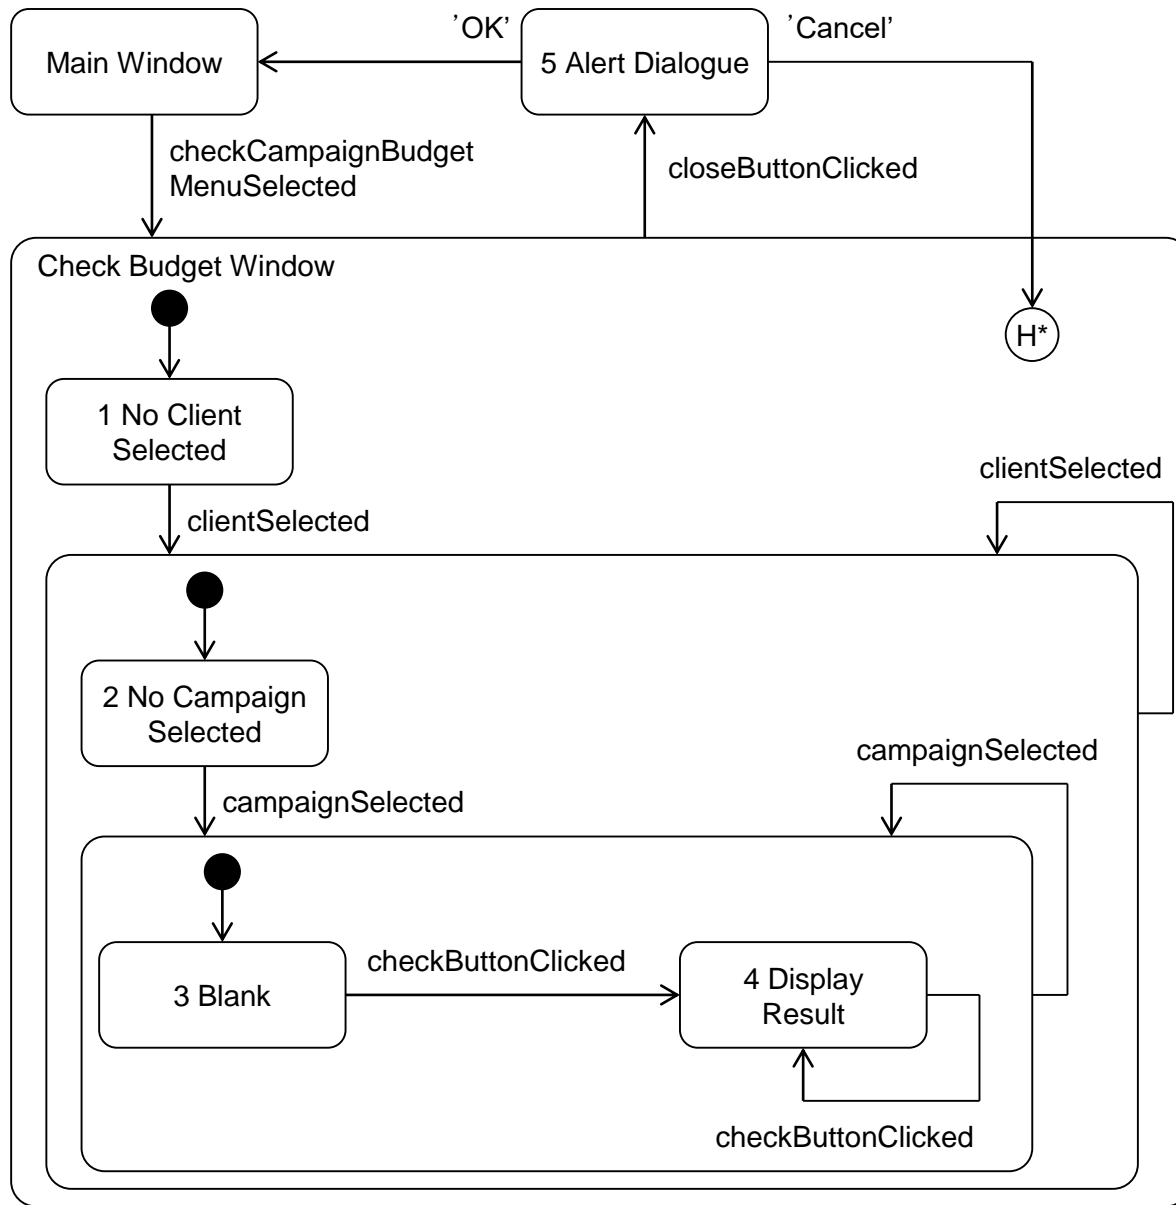 ’OK’
’Cancel’
Main Window
5 Alert Dialogue
checkCampaignBudget
MenuSelected
closeButtonClicked
Check Budget Window
H*
1 No Client
Selected
clientSelected
clientSelected
2 No Campaign
Selected
campaignSelected
campaignSelected
3 Blank
checkButtonClicked
4 Display
Result
checkButtonClicked